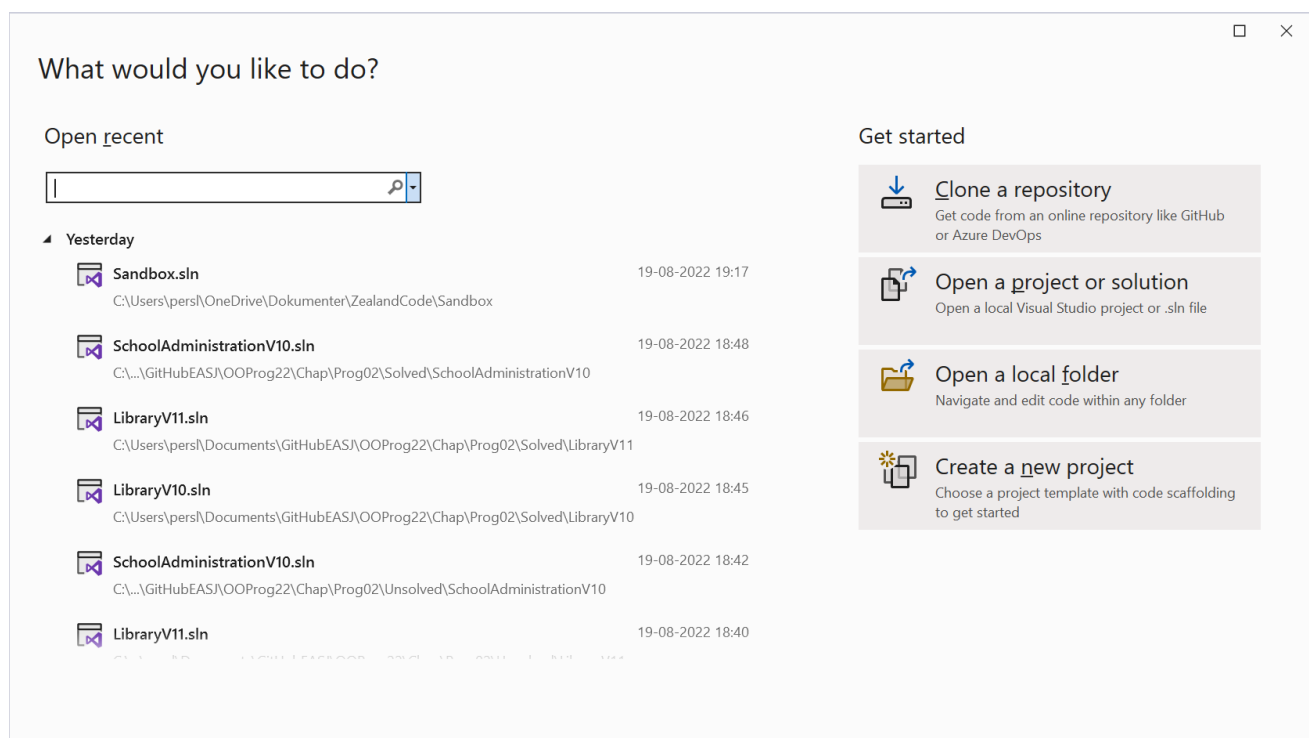 What would you like to do?
Open recent
Yesterday
Sandbox.sln 19-08-2022 19:17
C:\Users\persl\OneDrive\Dokumenter\ZealandCode\Sandbox
SchoolAdministrationV10.sln 19-08-2022 18:48
C:\...\GitHubEASJ\OOProg22\Chap\Prog02\Solved\SchoolAdministrationV10
LibraryV11.sln 19-08-2022 18:46
C:\Users\persl\Documents\GitHubEASJ\OOProg22\Chap\Prog02\Solved\LibraryV11
LibraryV10.sln 19-08-2022 18:45
C:\Users\persl\Documents\GitHubEASJ\OOProg22\Chap\Prog02\Solved\LibraryV10
SchoolAdministrationV10.sln 19-08-2022 18:42
C:\...\GitHubEASJ\OOProg22\Chap\Prog02\Unsolved\SchoolAdministrationV10
LibraryV11.sln 19-08-2022 18:40
Get started
Clone a repository
Get code from an online repository like GitHub
or Azure DevOps
Open a project or solution
Open a local Visual Studio project or .sln file
Open a local folder
Navigate and edit code within any folder
Create a new project
Choose a project template with code scaffolding
to get started